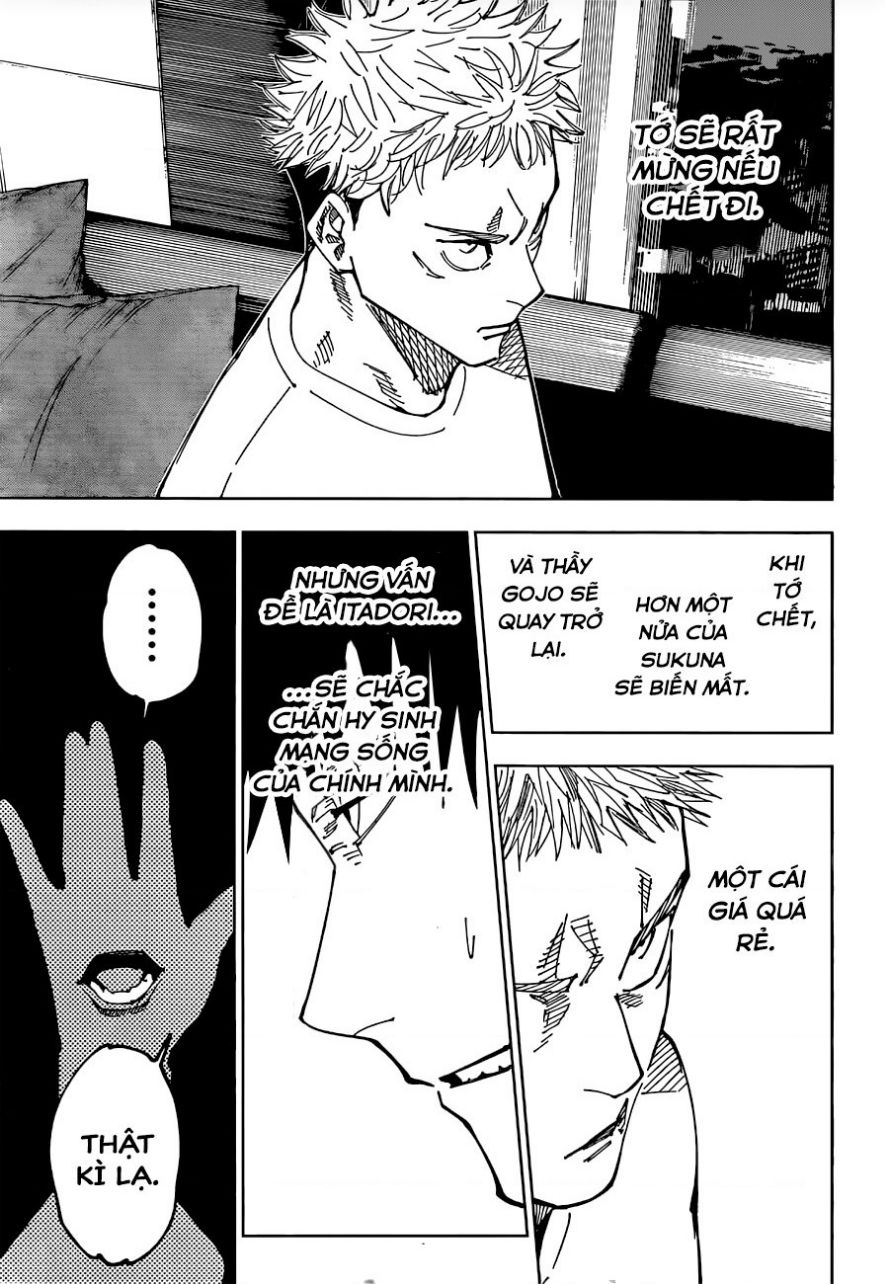 TỚ SẼ RẤT
MỪNG NẾU
CHẾT ĐI.
KHI
TỚ
CHẾT,
HƠN MỘT
NỬA CỦA
SUKUNA
SẼ BIẾN MẤT.
VÀ THẦY
GOJO SẼ
QUAY TRỞ
LẠI.
MỘT CÁI
GIÁ QUÁ
RẺ.
NHƯNG VẤN
ĐỀ LÀ ITADORI...
...SẼ CHẮC
CHẮN HY SINH
MẠNG SỐNG
CỦA CHÍNH MÌNH.
......
THẬT
KÌ LẠ.